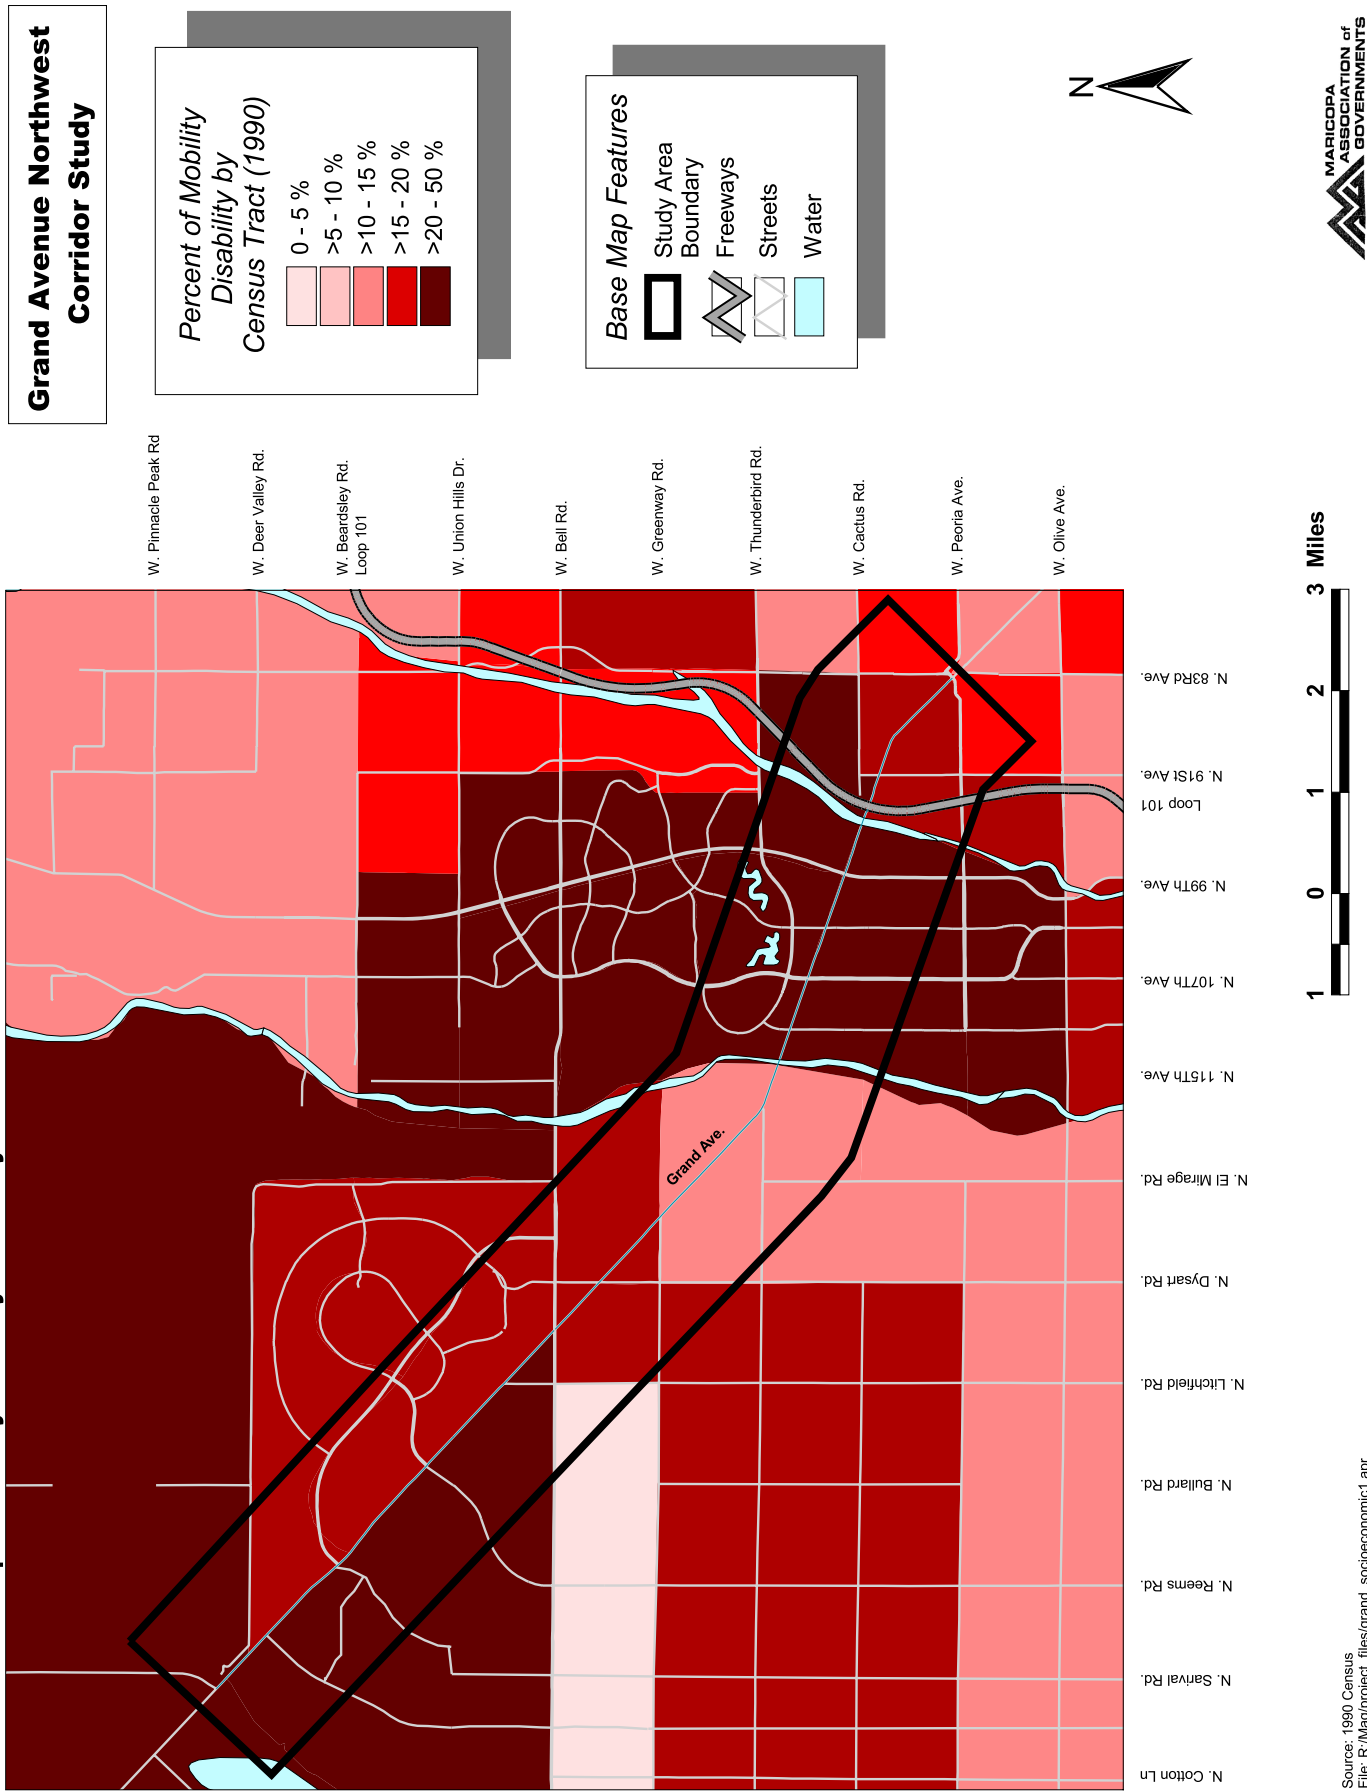 Grand Avenue Northwest
Corridor Study
Percent of Mobility
Disability by
Census Tract (1990)
0 - 5 %
>5 - 10 %
>10 - 15 %
>15 - 20 %
>20 - 50 %
Base Map Features
Study Area
Boundary
Freeways
Streets
Water
N
MARICOPA
ASSOCIATION of
GOVERNMENTS
W. Pinnacle Peak Rd
W. Deer Valley Rd.
W. Beardsley Rd.
Loop 101
W. Union Hills Dr.
W. Bell Rd.
W. Greenway Rd.
W. Thunderbird Rd.
W. Cactus Rd.
W. Peoria Ave.
W. Olive Ave.
Grand Ave.
N. Cotton Ln
N. Sarival Rd.
N. Reems Rd.
N. Bullard Rd.
N. Litchfield Rd.
N. Dysart Rd.
N. El Mirage Rd.
N. 115Th Ave.
N. 107Th Ave.
N. 99Th Ave.
Loop 101
N. 91St Ave.
N. 83Rd Ave.
1 0 1 2 3 Miles
Source: 1990 Census
File: R:/Mag/project_files/grand_socioeconomic1.apr